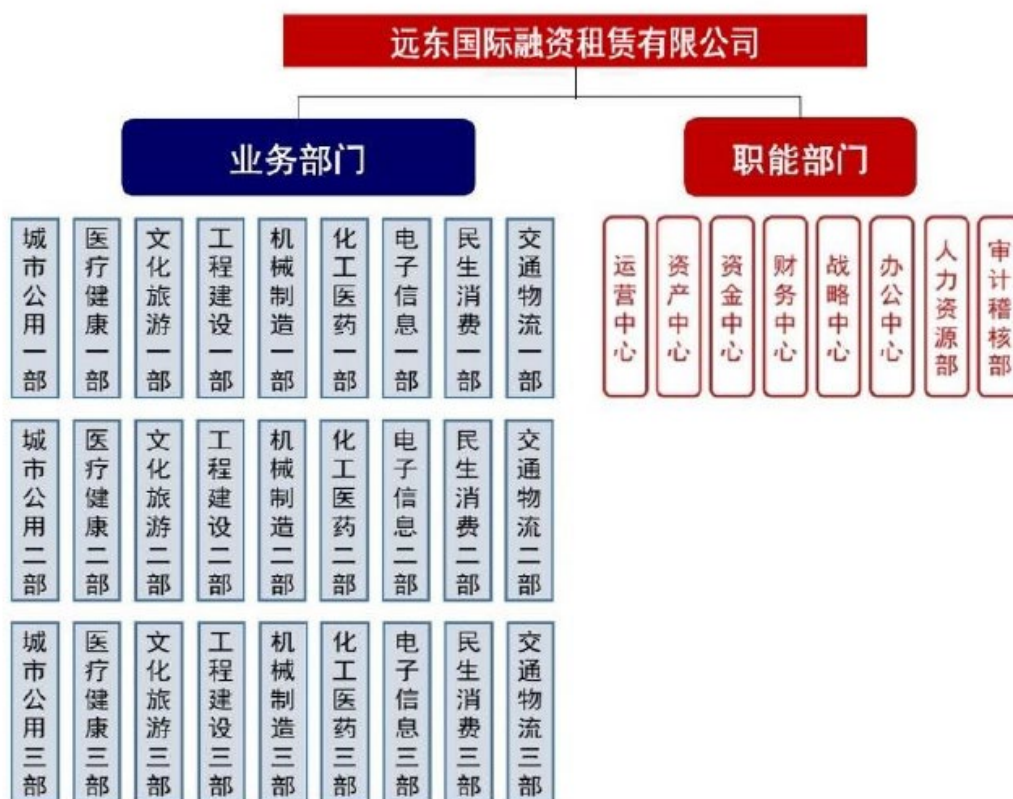 远东国际融资租赁有限公司
业务部门
职能部门
城市公用一部
医疗健康一部
文化旅游一部
工程建设一部
机械制造一部
化工医药一部
电子信息一部
民生消费一部
交通物流一部
运营中心
资产中心
资金中心
财务中心
战略中心
办公中心
人力资源部
审计稽核部
城市公用二部
医疗健康二部
文化旅游二部
工程建设二部
机械制造二部
化工医药二部
电子信息二部
民生消费二部
交通物流二部
城市公用三部
医疗健康三部
文化旅游三部
工程建设三部
机械制造三部
化工医药三部
电子信息三部
民生消费三部
交通物流三部